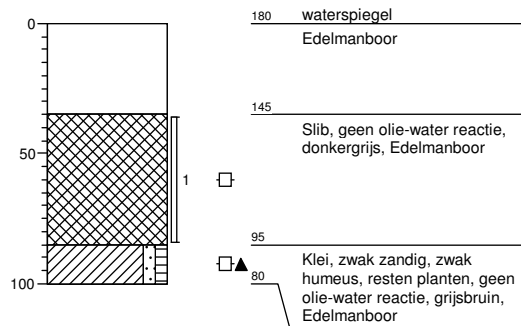 0
50
100
1
180 waterspiegel
Edelmanboor
145
Slib, geen olie-water reactie,
donkergrijs, Edelmanboor
95
Klei, zwak zandig, zwak
humeus, resten planten, geen
80
olie-water reactie, grijsbruin,
Edelmanboor